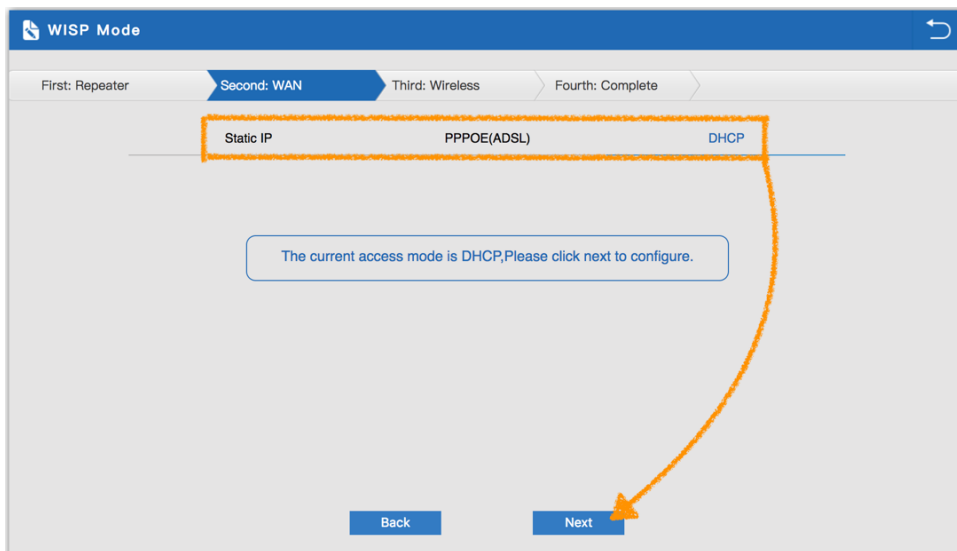 WISP Mode
First: Repeater Second: WAN Third: Wireless Fourth: Complete
Static IP PPPOE(ADSL) DHCP
The current access mode is DHCP,Please click next to configure.
Back Next